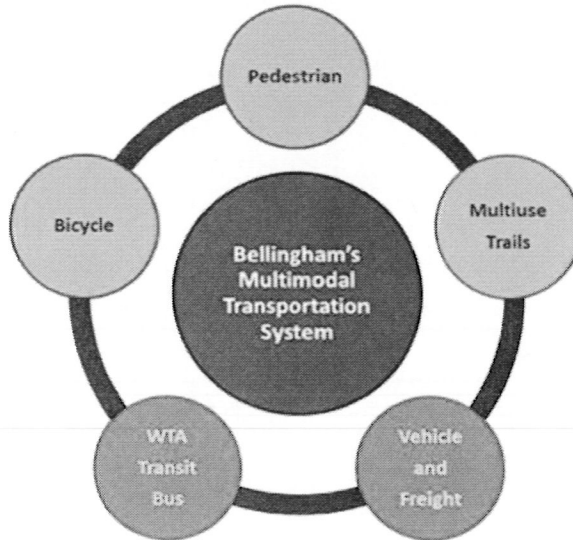 Pedestrian
Multiuse
Trails
Vehicle
and
Freight
WTA
Transit
Bus
Bicycle
Bellingham's
Multimodal
Transportation
System